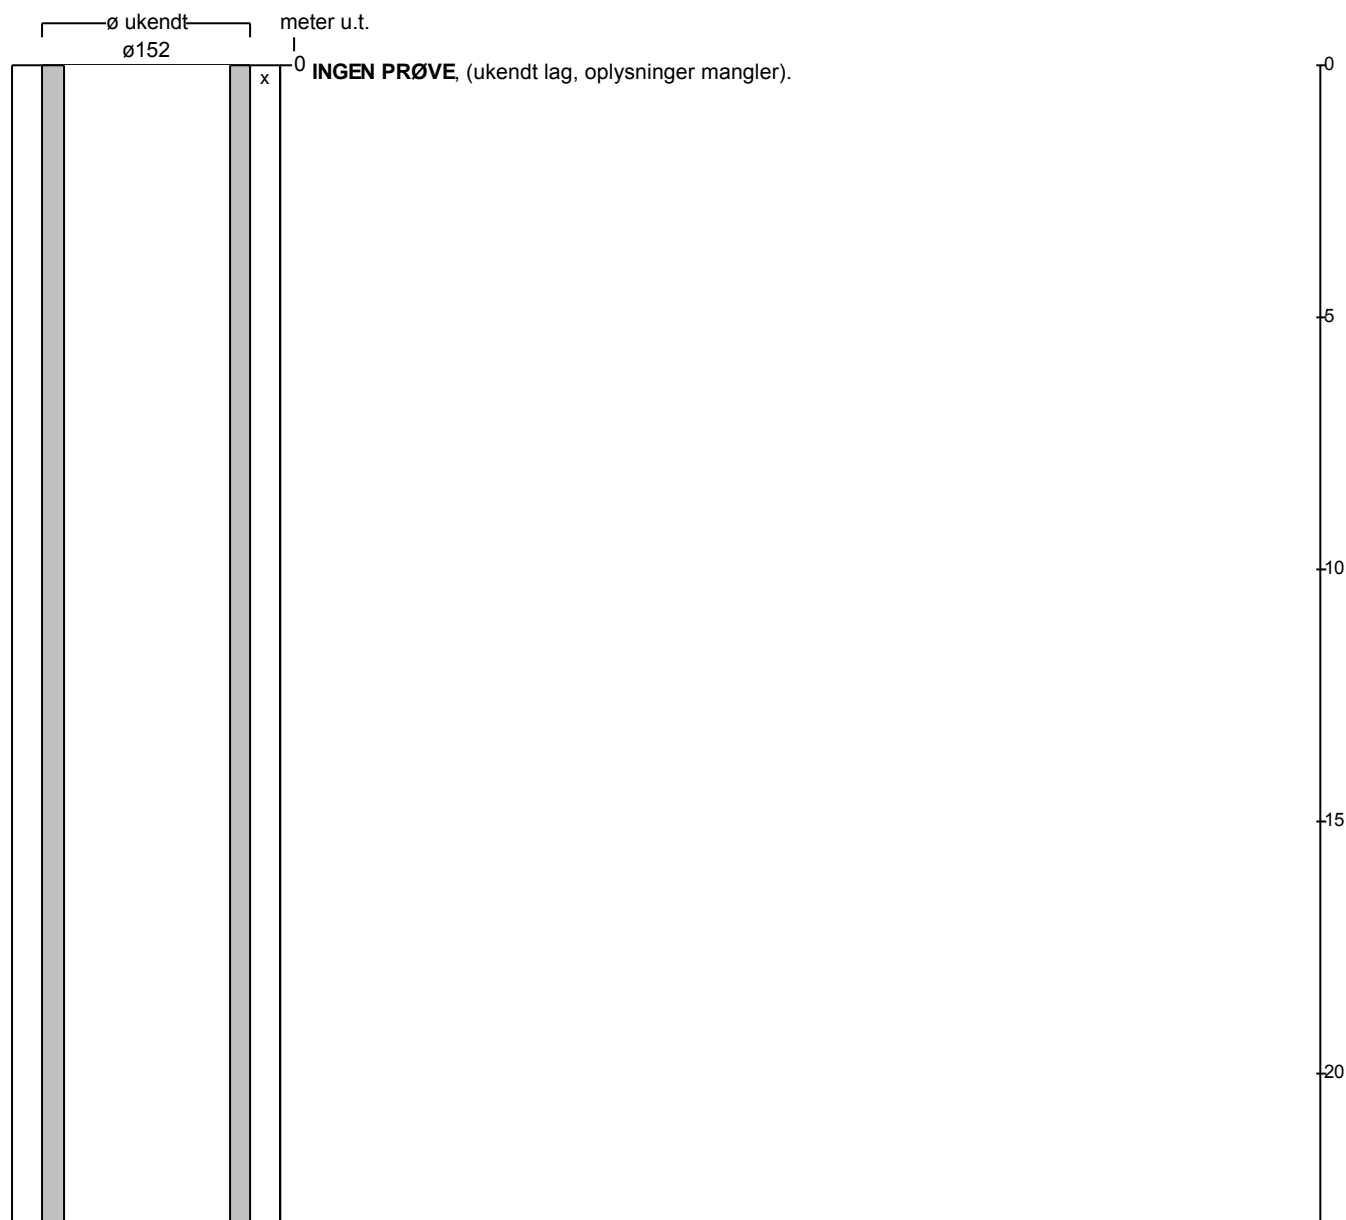 ø ukendt meter u.t.
ø152
x 0 INGEN PRØVE, (ukendt lag, oplysninger mangler). 0
5
10
15
20